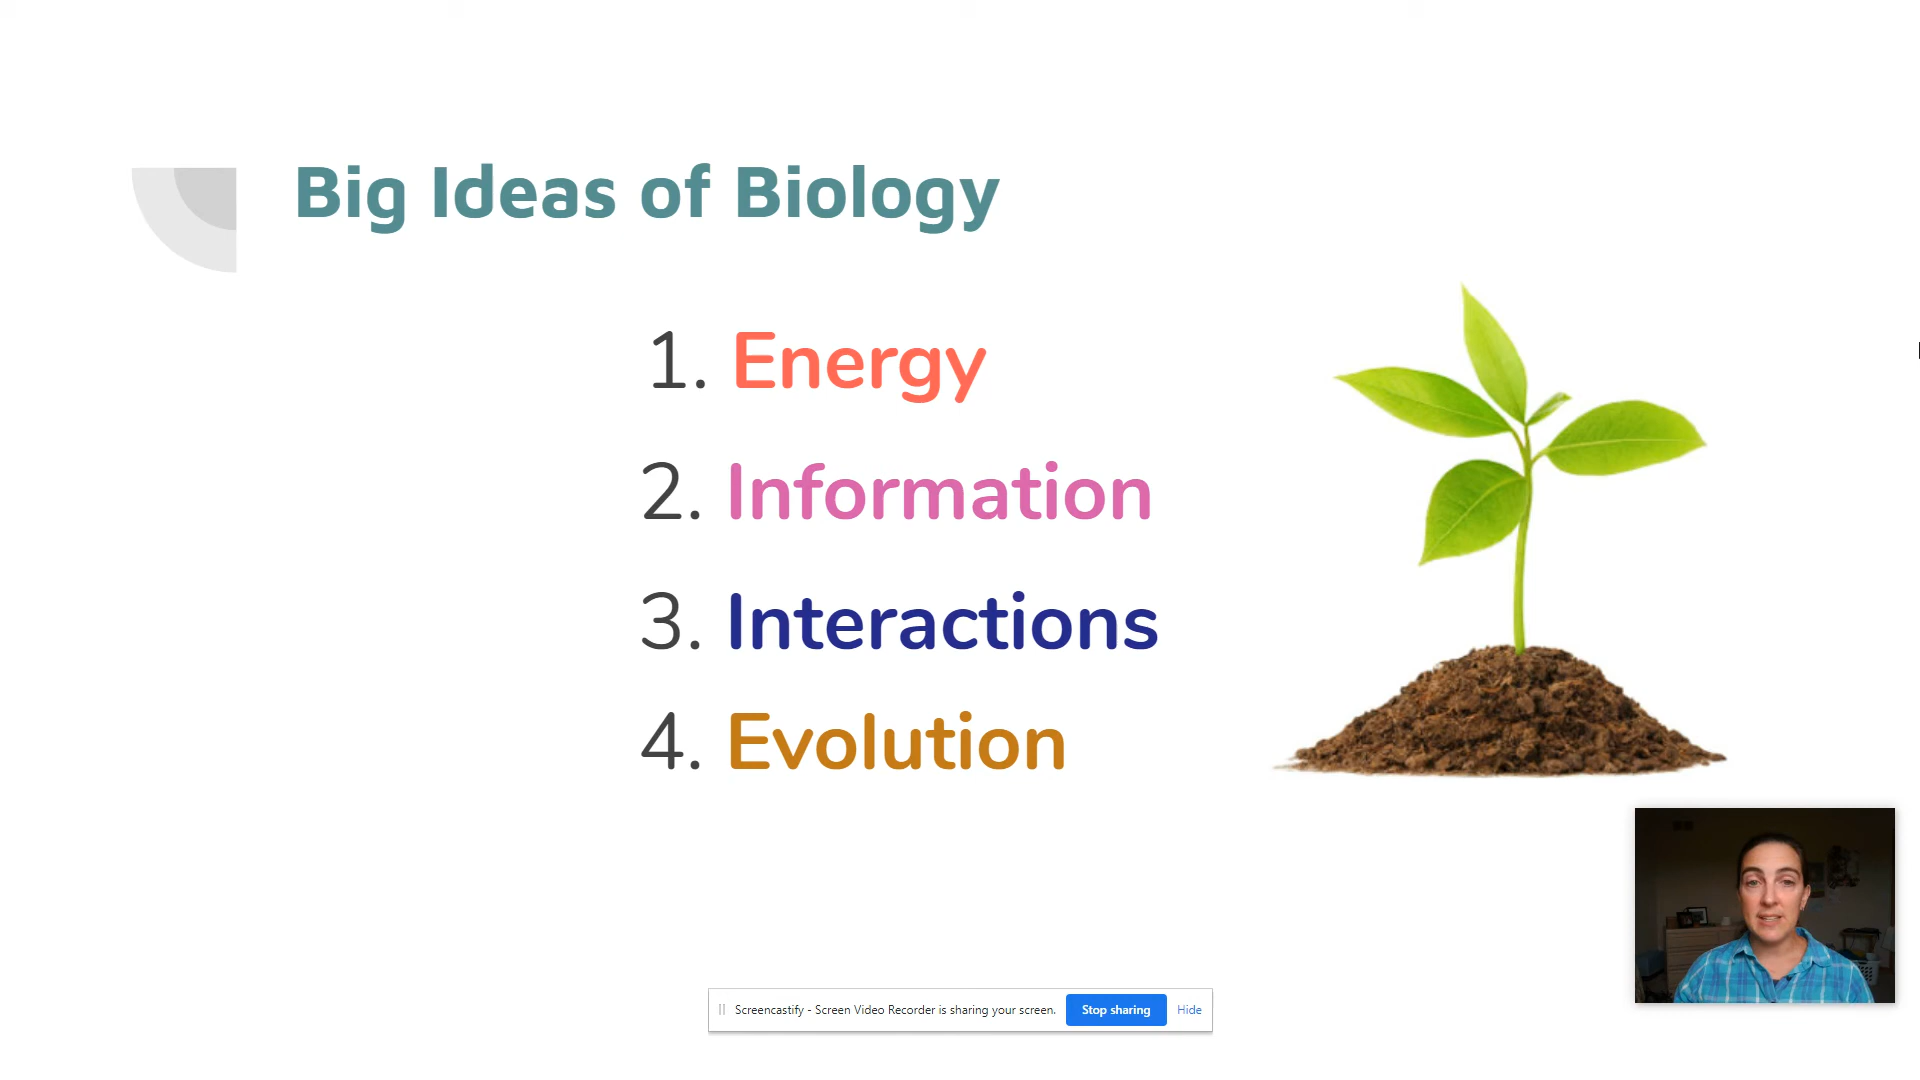 Big Ideas of Biology
1. Energy
2. Information
3. Interactions
4. Evolution
Screencastify - Screen Video Recorder is sharing your screen. Stop sharing Hide